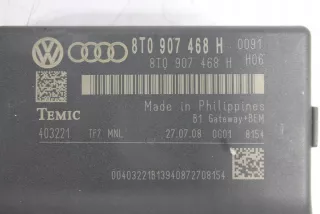 8T0 907 468 H 0091
8T0 907 468 H H06
TEMIC
Made in Philippines
B1 Gateway+BEM
403221 TP2 MNL 27.07.08 0001 8154
00403221813940872708154